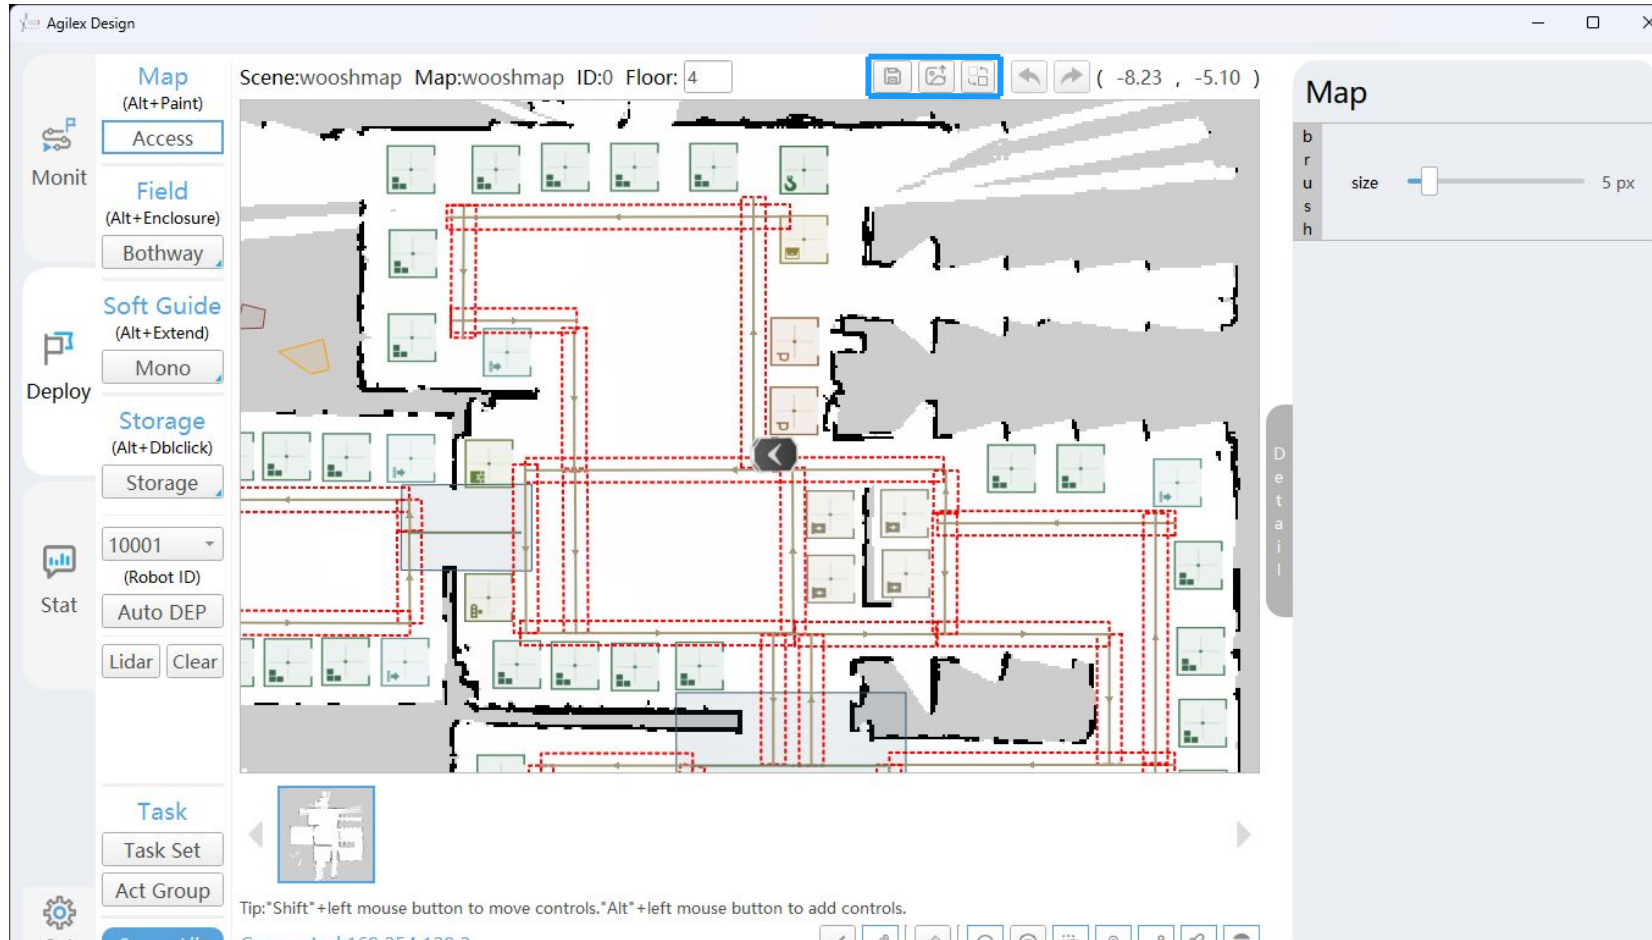 Agilex Design
Scene:wooshmap Map:wooshmap ID:0 Floor: 4
( -8.23 , -5.10 )
Monit
Deploy
Stat
Map
(Alt+Paint)
Access
Field
(Alt+Enclosure)
Bothway
Soft Guide
(Alt+Extend)
Mono
Storage
(Alt+Dblclick)
Storage
10001
(Robot ID)
Auto DEP
Lidar Clear
Task
Task Set
Act Group
Tip:"Shift"+left mouse button to move controls."Alt"+left mouse button to add controls.
Detail
Map
brush
size 5 px